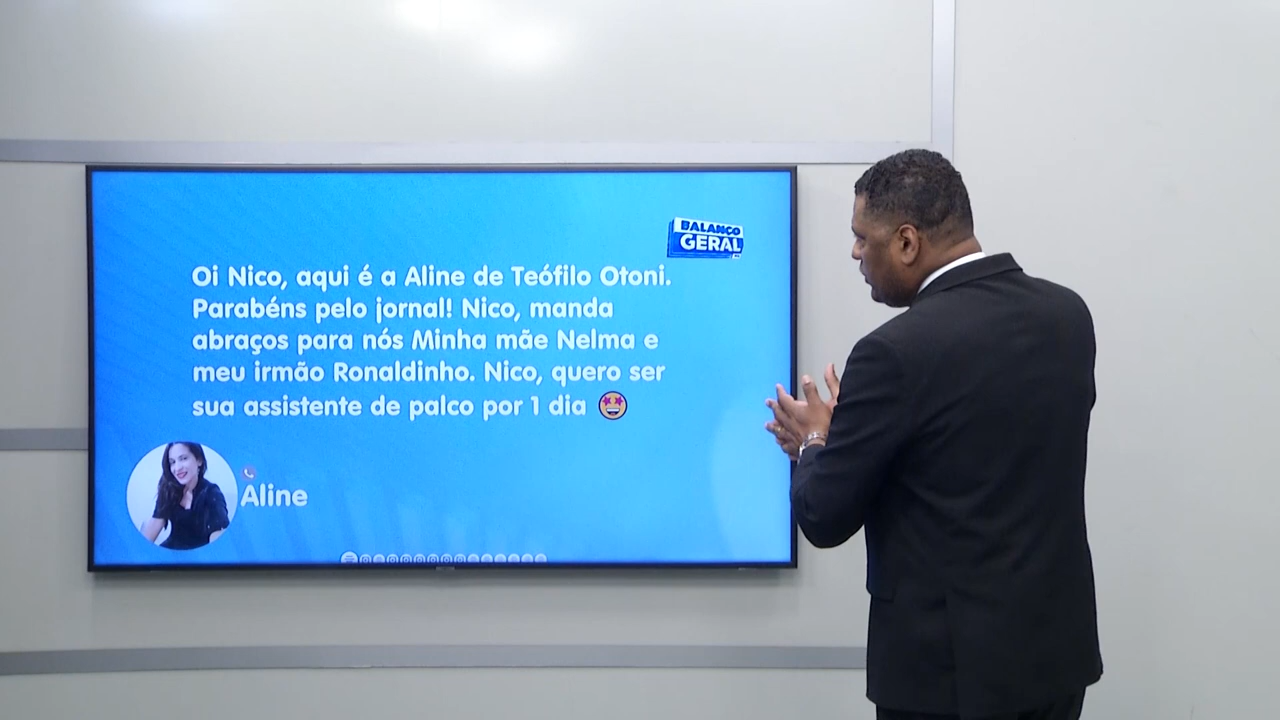 BALANÇO
GERAL
Oi Nico, aqui é a Aline de Teófilo Otoni.
Parabéns pelo jornal! Nico, manda
abraços para nós Minha mãe Nelma e
meu irmão Ronaldinho. Nico, quero ser
sua assistente de palco por 1 dia
Aline